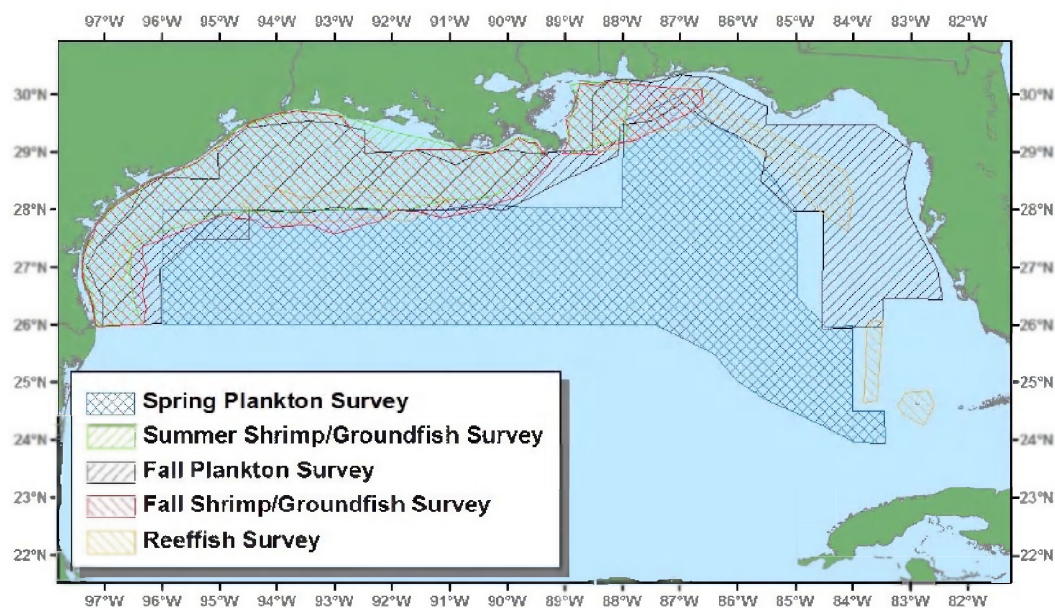 97°W 96°W 95°W 94°W 93°W 92°W 91°W 90°W 89°W 88°W 87°W 86°W 85°W 84°W 83°W 82°W
30°N 30°N
29°N 29°N
28°N 28°N
27°N 27°N
26°N 26°N
25°N 25°N
24°N 24°N
23°N 23°N
22°N 22°N
Spring Plankton Survey
Summer Shrimp/Groundfish Survey
Fall Plankton Survey
Fall Shrimp/Groundfish Survey
Reeffish Survey
97°W 96°W 95°W 94°W 93°W 92°W 91°W 90°W 89°W 88°W 87°W 86°W 85°W 84°W 83°W 82°W